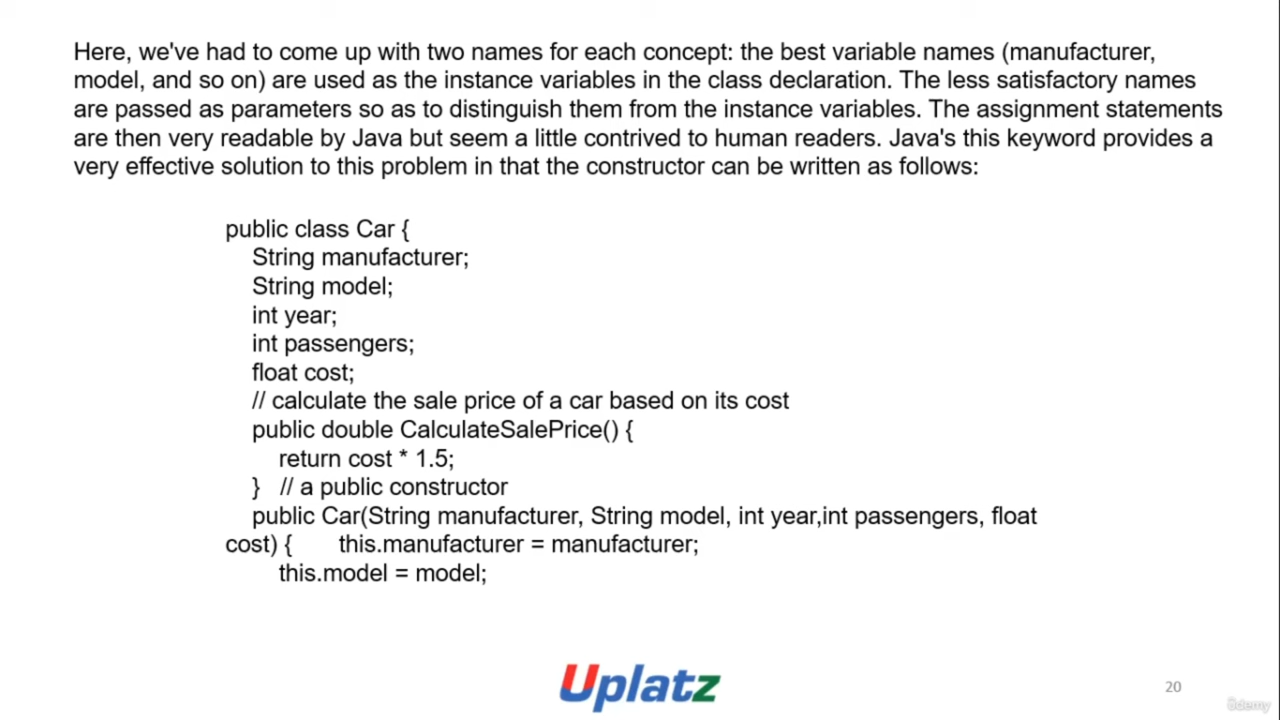 Here, we've had to come up with two names for each concept: the best variable names (manufacturer,
model, and so on) are used as the instance variables in the class declaration. The less satisfactory names
are passed as parameters so as to distinguish them from the instance variables. The assignment statements
are then very readable by Java but seem a little contrived to human readers. Java's this keyword provides a
very effective solution to this problem in that the constructor can be written as follows:
public class Car {
String manufacturer;
String model;
int year;
int passengers;
float cost;
// calculate the sale price of a car based on its cost
public double CalculateSalePrice() {
return cost * 1.5;
} // a public constructor
public Car(String manufacturer, String model, int year,int passengers, float
cost) { this.manufacturer = manufacturer;
this.model = model;
Uplatz
20
ûdemy